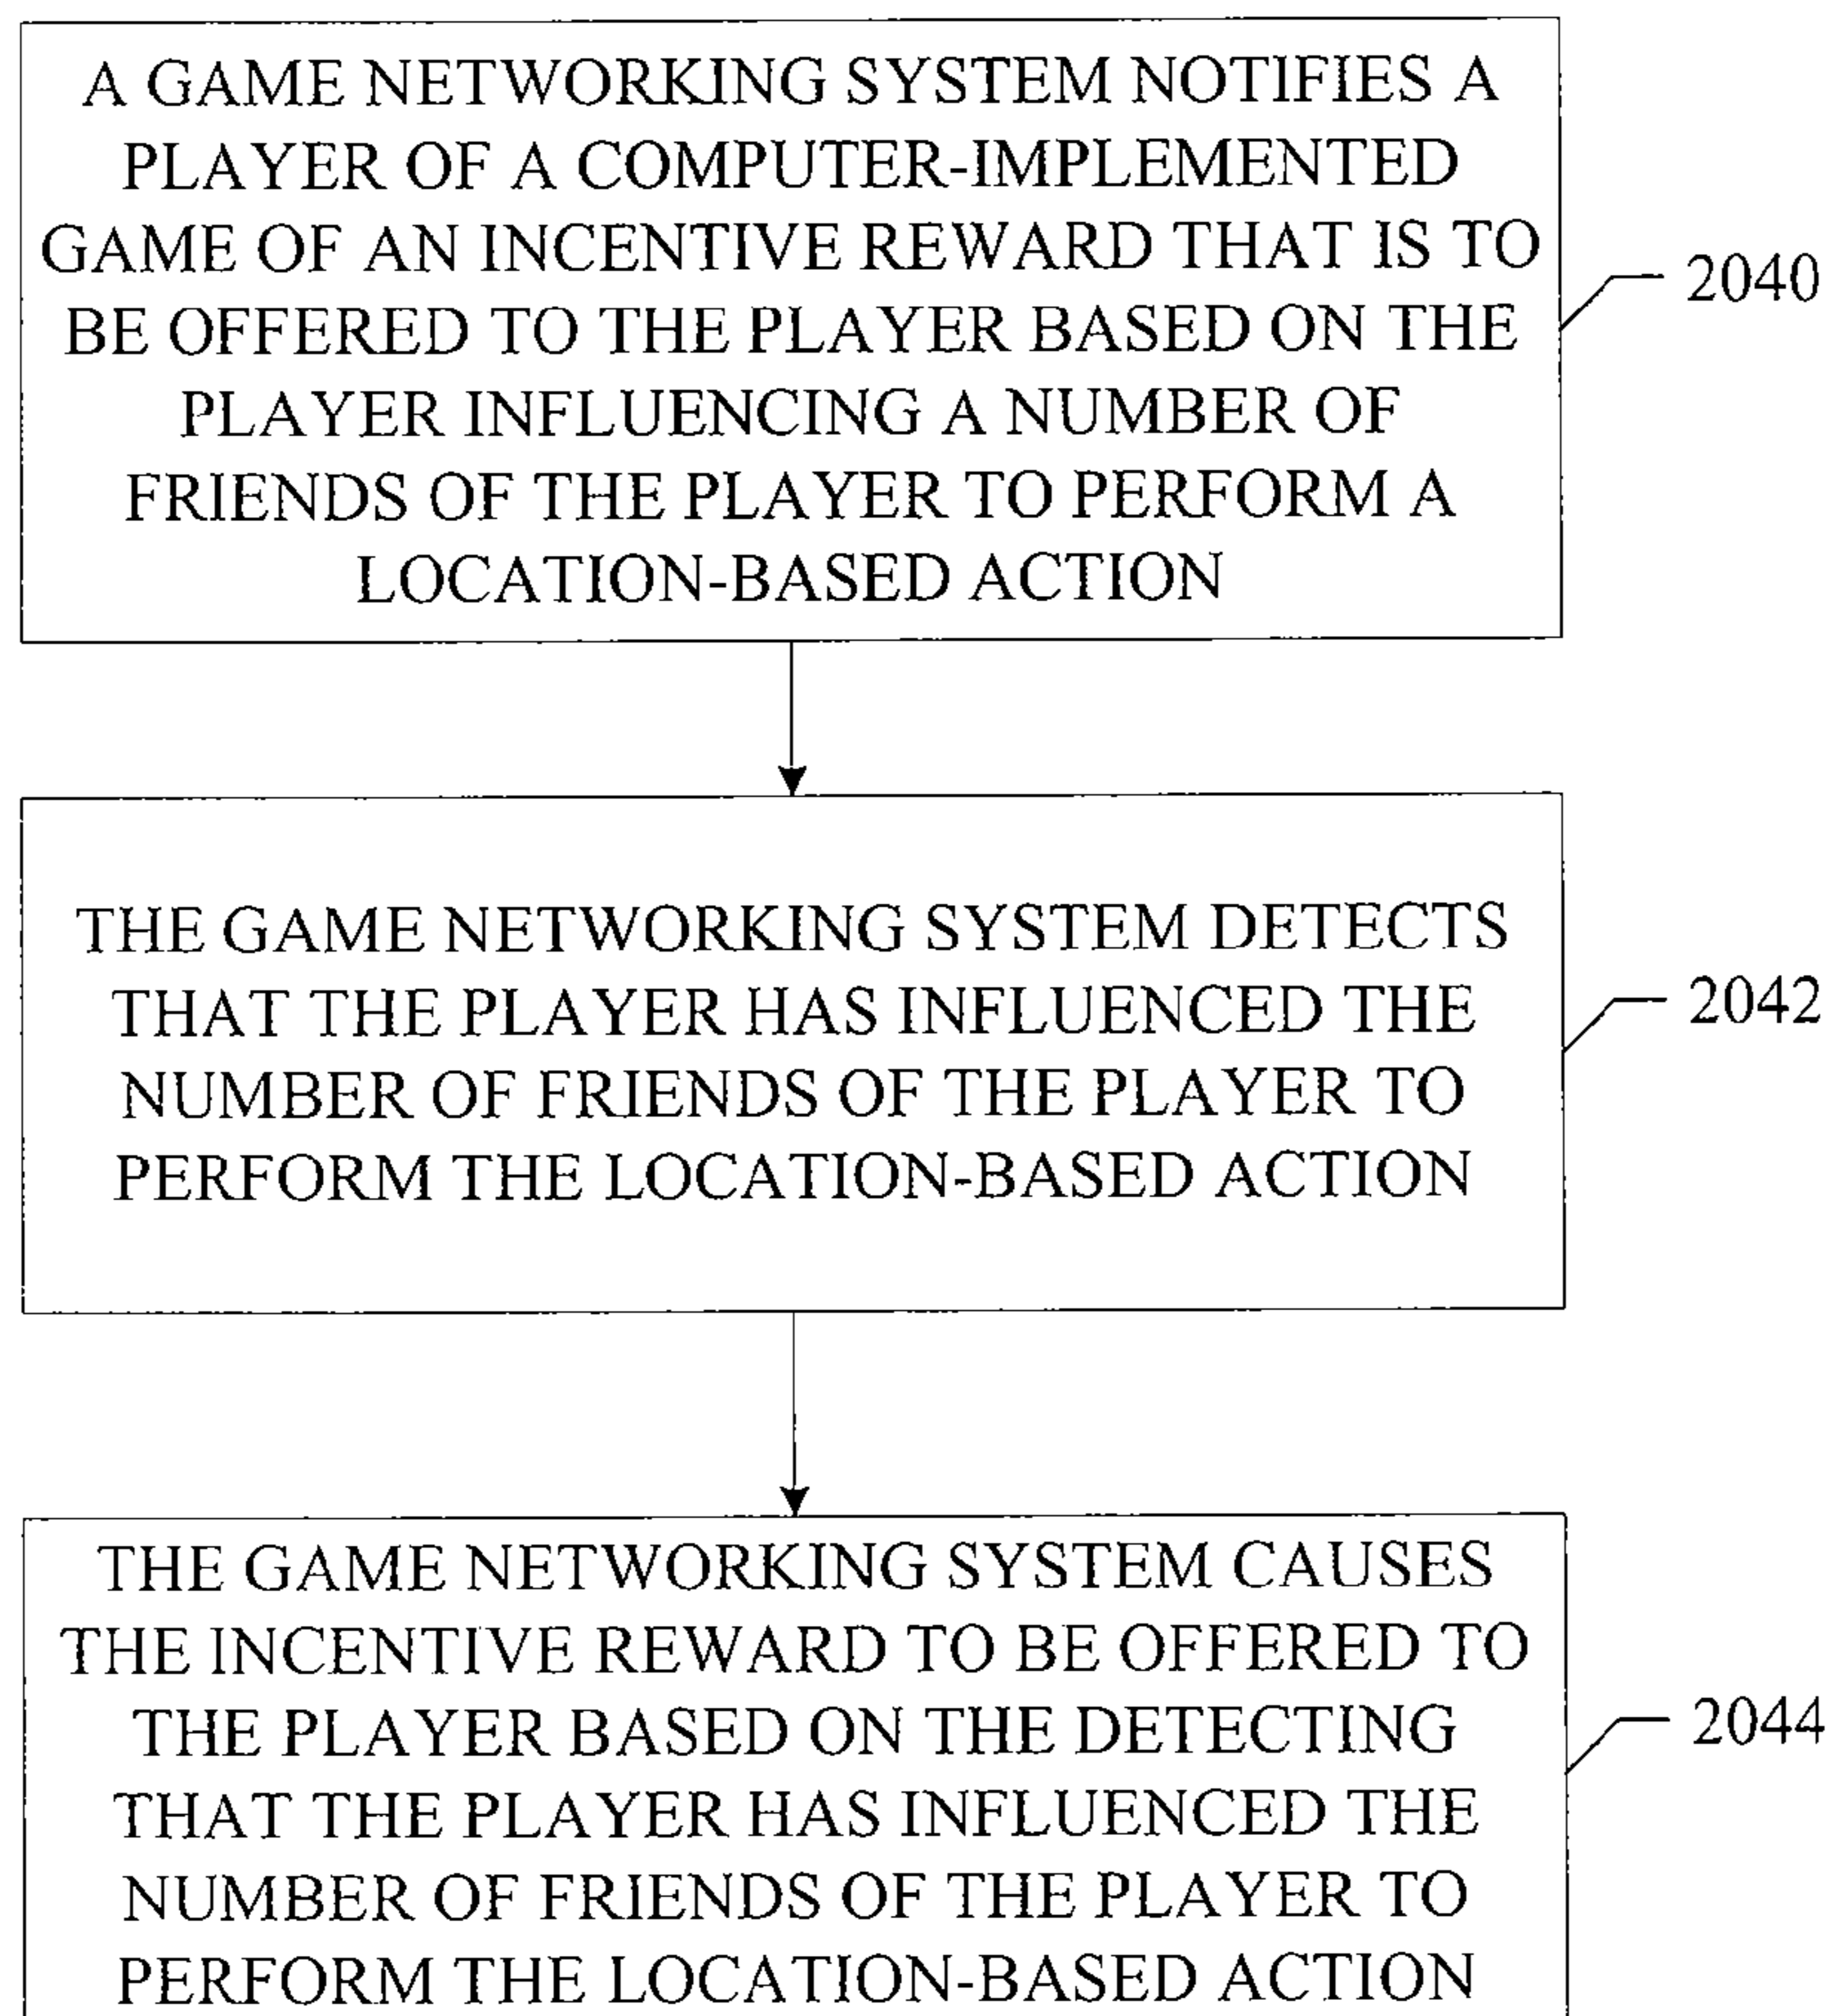 A GAME NETWORKING SYSTEM NOTIFIES A
PLAYER OF A COMPUTER-IMPLEMENTED
GAME OF AN INCENTIVE REWARD THAT IS TO
BE OFFERED TO THE PLAYER BASED ON THE
PLAYER INFLUENCING A NUMBER OF
FRIENDS OF THE PLAYER TO PERFORM A
LOCATION-BASED ACTION
2040
THE GAME NETWORKING SYSTEM DETECTS
THAT THE PLAYER HAS INFLUENCED THE
NUMBER OF FRIENDS OF THE PLAYER TO
PERFORM THE LOCATION-BASED ACTION
2042
THE GAME NETWORKING SYSTEM CAUSES
THE INCENTIVE REWARD TO BE OFFERED TO
THE PLAYER BASED ON THE DETECTING
THAT THE PLAYER HAS INFLUENCED THE
NUMBER OF FRIENDS OF THE PLAYER TO
PERFORM THE LOCATION-BASED ACTION
2044